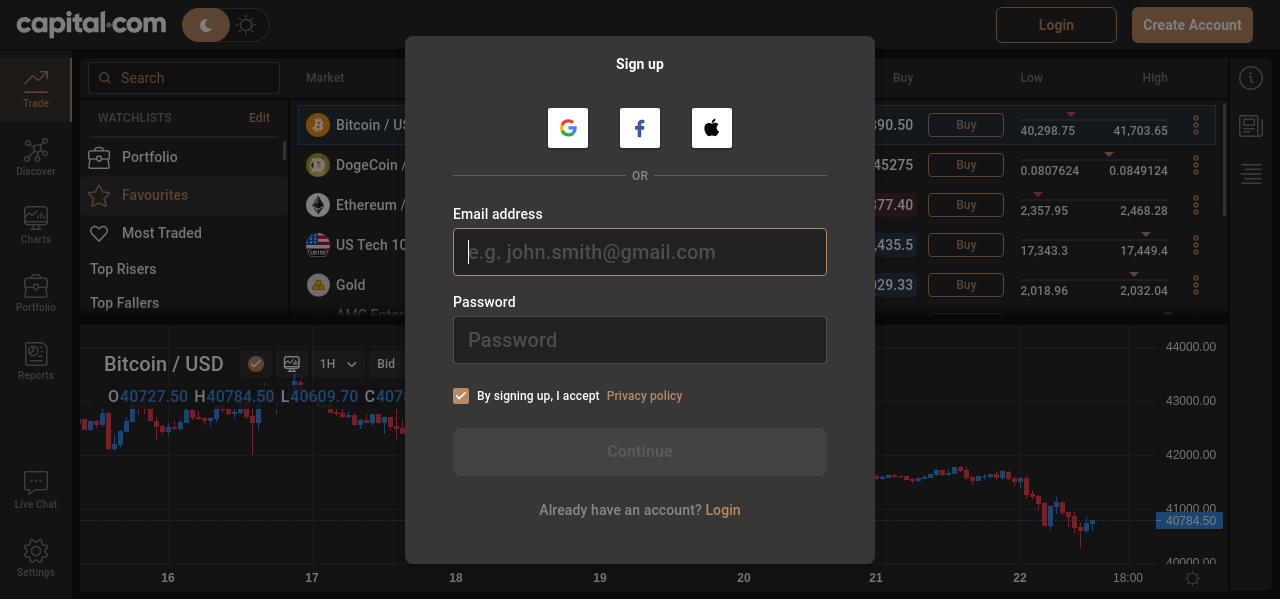 capital.com
Login
Create Account
Sign up
Search
Market
Buy
Low
High
Trade
WATCHLISTS
Edit
Bitcoin / US
390.50
Buy
40,298.75
41,703.65
Discover
Portfolio
DogeCoin /
45275
Buy
0.0807624
0.0849124
OR
Favourites
Ethereum /
377.40
Buy
2,357.95
2,468.28
Email address
Charts
Most Traded
US Tech 10
,435.5
Buy
17,343.3
17,449.4
e.g. john.smith@gmail.com
Top Risers
Gold
029.33
Buy
2,018.96
2,032.04
Portfolio
Top Fallers
Password
Password
Bitcoin / USD
1H
Bid
44000.00
Reports
O40727.50 H40784.50 L40609.70 C407
By signing up, I accept Privacy policy
43000.00
Continue
42000.00
Live Chat
Already have an account? Login
41000.00
40784.50
40000.00
Settings
16
17
18
19
20
21
22
18:00